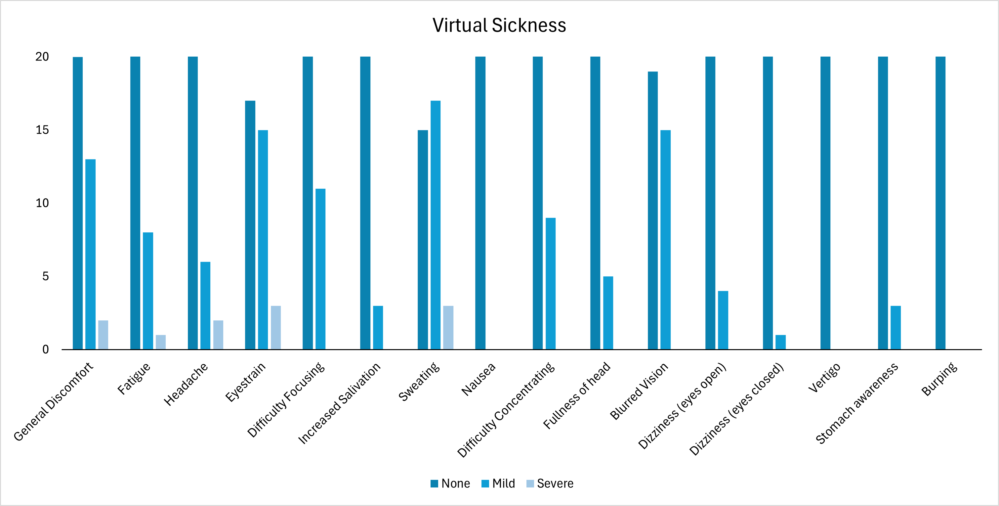 Virtual Sickness
20
15
10
5
0
General Discomfort
Fatigue
Headache
Eyestrain
Difficulty Focusing
Increased Salivation
Sweating
Nausea
Difficulty Concentrating
Fullness of head
Blurred Vision
Dizziness (eyes open)
Dizziness (eyes closed)
Vertigo
Stomach awareness
Burping
None Mild Severe